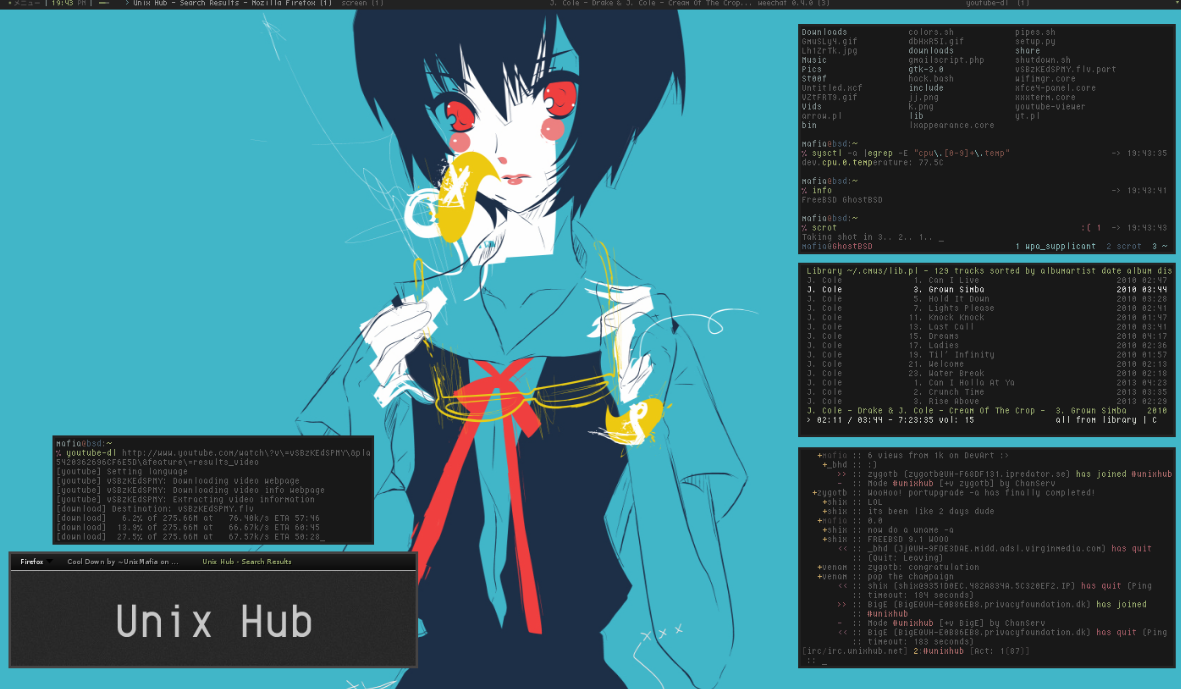 メニュー | 19:43 PM | > Unix Hub - Search Results - Mozilla Firefox [1] screen [1] J. Cole - Drake & J. Cole - Cream Of The Crop... weechat 0.4.0 [3] youtube-dl [1]
Downloads colors.sh pipes.sh
GMUSLy4.gif dbHxR5I.gif setup.py
Lh1ZrTk.jpg downloads share
Music gmailscript.php shutdown.sh
Pics gtk-3.0 vSBzKEdSPMY.flv.part
St00f hack.bash wifimgr.core
Untitled.xcf include xfce4-panel.core
VZtFRT9.gif jj.png xxxterm.core
Vids k.png youtube-viewer
arrow.pl lib yt.pl
bin lxappearance.core
mafia@bsd:~
% sysctl -a |egrep -E "cpu\.[0-9]+\.temp" -> 19:43:35
dev.cpu.0.temperature: 77.5C
mafia@bsd:~
% info -> 19:43:41
FreeBSD GhostBSD
mafia@bsd:~
% scrot :[ 1 -> 19:43:43
Taking shot in 3.. 2.. 1.. _
mafia@GhostBSD 1 wpa_supplicant 2 scrot 3 ~
Library ~/.cmus/lib.pl - 129 tracks sorted by albumartist date album dis
J. Cole 1. Can I Live 2010 02:47
J. Cole 3. Grown Simba 2010 03:44
J. Cole 5. Hold It Down 2010 03:28
J. Cole 7. Lights Please 2010 02:41
J. Cole 11. Knock Knock 2010 01:47
J. Cole 13. Last Call 2010 03:41
J. Cole 15. Dreams 2010 04:17
J. Cole 17. Ladies 2010 02:36
J. Cole 19. Til' Infinity 2010 01:57
J. Cole 21. Welcome 2010 02:13
J. Cole 23. Water Break 2010 02:18
J. Cole 1. Can I Holla At Ya 2013 04:23
J. Cole 2. Crunch Time 2013 03:35
J. Cole 3. Rise Above 2013 02:29
J. Cole - Drake & J. Cole - Cream Of The Crop - 3. Grown Simba 2010
> 02:11 / 03:44 - 7:23:35 vol: 15 all from library | C
mafia@bsd:~
% youtube-dl http://www.youtube.com/watch\?v\=vSBzKEdSPMY\&pla
5420362696CF6E5D\&feature\=results_video
[youtube] Setting language
[youtube] vSBzKEdSPMY: Downloading video webpage
[youtube] vSBzKEdSPMY: Downloading video info webpage
[youtube] vSBzKEdSPMY: Extracting video information
[download] Destination: vSBzKEdSPMY.flv
[download] 6.2% of 275.66M at 76.40k/s ETA 57:46
[download] 13.9% of 275.66M at 66.67k/s ETA 60:45
[download] 27.5% of 275.66M at 67.57k/s ETA 50:28_
+mafia :: 6 views from 1k on DevArt :>
+_bhd :: :)
>> :: zygotb [zygotb@VH-F68DF131.ipredator.se] has joined #unixhub
- :: Mode #unixhub [+v zygotb] by ChanServ
+zygotb :: WooHoo! portupgrade -a has finally completed!
+shix :: LOL
+shix :: its been like 2 days dude
+mafia :: 0.0
+shix :: now do a uname -a
+shix :: FREEBSD 9.1 WOOO
<< :: _bhd [Jj@VH-9FDE3DAE.midd.adsl.virginmedia.com] has quit
:: [Quit: Leaving]
+venam :: zygotb: congratulation
+venam :: pop the champaign
<< :: shix [shix@9351D0EC.482A834A.5C320EF2.IP] has quit [Ping
:: timeout: 184 seconds]
>> :: BigE [BigE@VH-E0B86EB8.privacyfoundation.dk] has joined
:: #unixhub
- :: Mode #unixhub [+v BigE] by ChanServ
<< :: BigE [BigE@VH-E0B86EB8.privacyfoundation.dk] has quit [Ping
:: timeout: 183 seconds]
[irc/irc.unixhub.net] 2:#unixhub [Act: 1[87]]
:: _
Firefox Cool Down by ~UnixMafia on ... Unix Hub - Search Results
Unix Hub